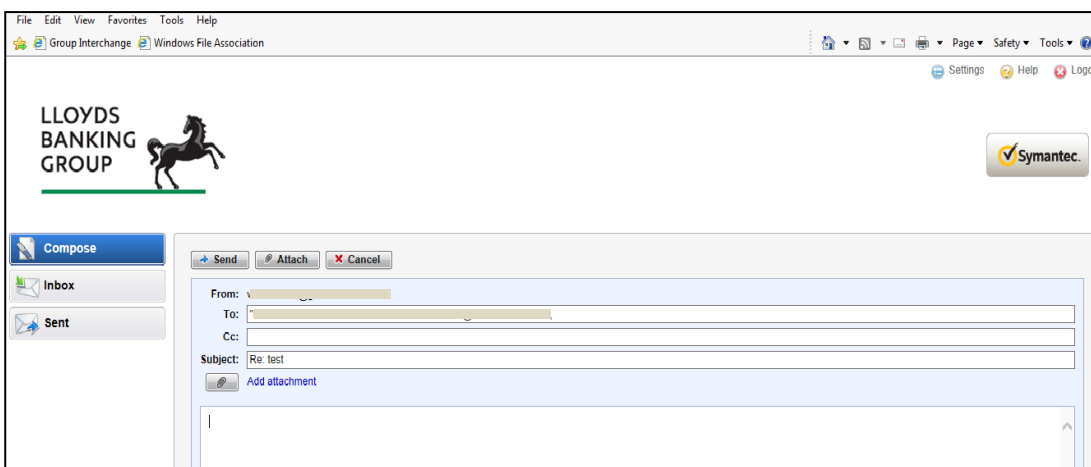 File Edit View Favorites Tools Help
Group Interchange Windows File Association
Page Safety Tools
Settings Help Logo
LLOYDS
BANKING
GROUP
Symantec.
Compose
Send Attach Cancel
Inbox
From:
To: "
Sent
Cc:
Subject: Re: test
Add attachment